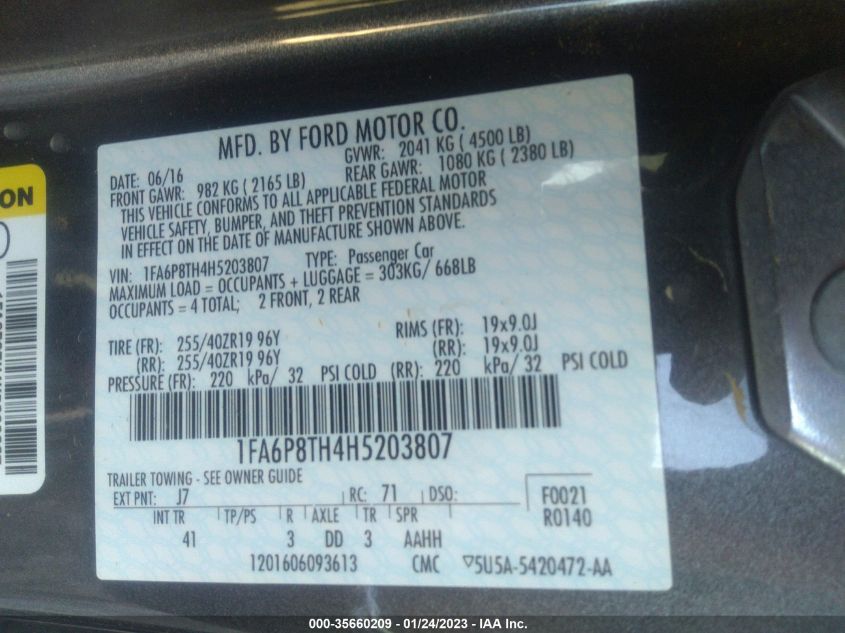 MFD. BY FORD MOTOR CO.
DATE: 06/16 GVWR: 2041 KG ( 4500 LB)
FRONT GAWR: 982 KG ( 2165 LB) REAR GAWR: 1080 KG ( 2380 LB)
THIS VEHICLE CONFORMS TO ALL APPLICABLE FEDERAL MOTOR
VEHICLE SAFETY, BUMPER, AND THEFT PREVENTION STANDARDS
IN EFFECT ON THE DATE OF MANUFACTURE SHOWN ABOVE.
VIN: 1FA6P8TH4H5203807 TYPE: Passenger Car
MAXIMUM LOAD = OCCUPANTS + LUGGAGE = 303KG/ 668LB
OCCUPANTS = 4 TOTAL; 2 FRONT, 2 REAR
TIRE (FR): 255/40ZR19 96Y RIMS (FR): 19x9.0J
(RR): 255/40ZR19 96Y (RR): 19x9.0J
PRESSURE (FR): 220 kPa/ 32 PSI COLD (RR): 220 kPa/ 32 PSI COLD
1FA6P8TH4H5203807
TRAILER TOWING - SEE OWNER GUIDE
EXT PNT: J7 RC: 71 DSO: F0021
INT TR TP/PS R AXLE TR SPR R0140
41 3 DD 3 AAHH
1201606093613 CMC ▽5U5A-5420472-AA
ON
000-35660209 - 01/24/2023 - IAA Inc.